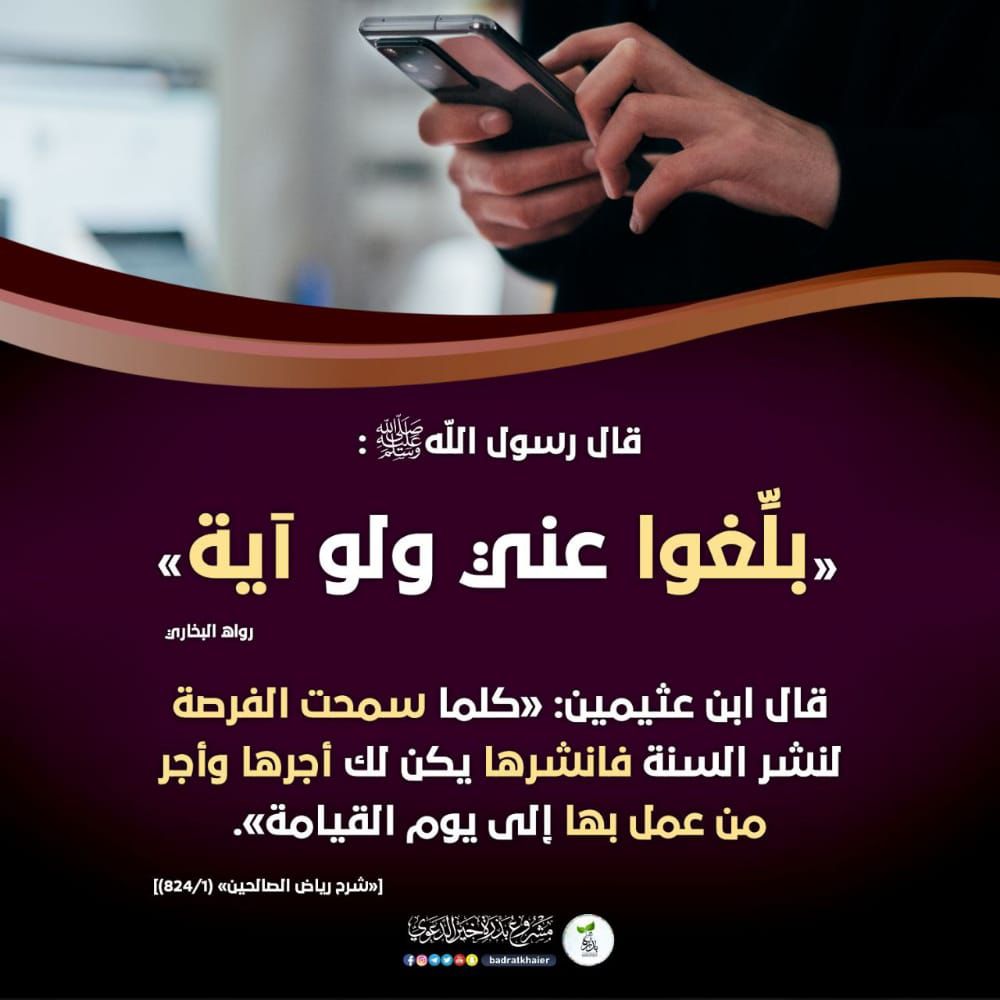 قال رسول الله ﷺ :
«بلِّغوا عني ولو آية»
رواه البخاري
قال ابن عثيمين: «كلما سمحت الفرصة
لنشر السنة فانشرها يكن لك أجرها وأجر
من عمل بها إلى يوم القيامة».
[«شرح رياض الصالحين» (824/1)]
مشروع بذرة خير الدعوي
badratkhaier